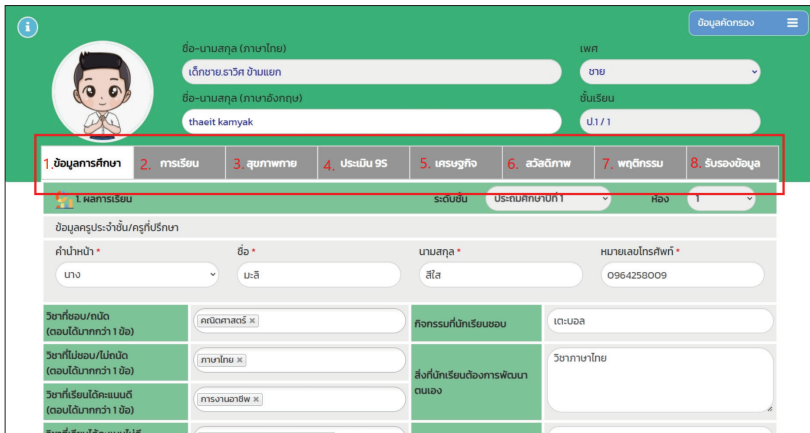 ข้อมูลคัดกรอง
ชื่อ-นามสกุล (ภาษาไทย)
เพศ
เด็กชาย.ธาวิศ ข้ามแยก
ชาย
ชื่อ-นามสกุล (ภาษาอังกฤษ)
ชั้นเรียน
thaeit kamyak
ป.1 / 1
1.ข้อมูลการศึกษา 2. การเรียน 3. สุขภาพกาย 4. ประเมิน 9S 5. เศรษฐกิจ 6. สวัสดิภาพ 7. พฤติกรรม 8. รับรองข้อมูล
1. ผลการเรียน ระดับชั้น ประถมศึกษาปีที่ 1 ห้อง 1
ข้อมูลครูประจำชั้น/ครูที่ปรึกษา
คำนำหน้า * ชื่อ * นามสกุล * หมายเลขโทรศัพท์ *
นาง มะลิ สีใส 0964258009
วิชาที่ชอบ/ถนัด
(ตอบได้มากกว่า 1 ข้อ)
คณิตศาสตร์ ×
กิจกรรมที่นักเรียนชอบ
เตะบอล
วิชาที่ไม่ชอบ/ไม่ถนัด
(ตอบได้มากกว่า 1 ข้อ)
ภาษาไทย ×
สิ่งที่นักเรียนต้องการพัฒนา
ตนเอง
วิชาภาษาไทย
วิชาที่เรียนได้คะแนนดี
(ตอบได้มากกว่า 1 ข้อ)
การงานอาชีพ ×